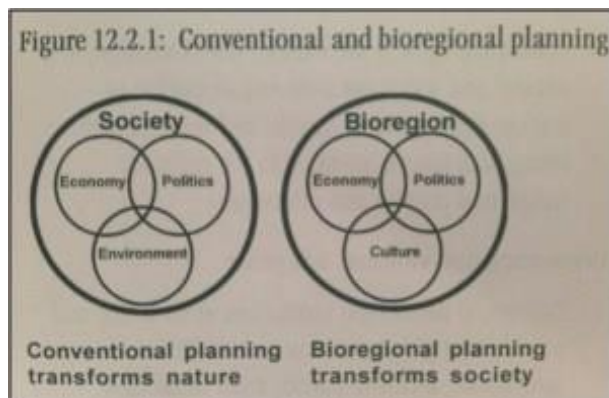 Figure 12.2.1: Conventional and bioregional planning
Society
Economy
Politics
Environment
Conventional planning
transforms nature
Bioregion
Economy
Politics
Culture
Bioregional planning
transforms society